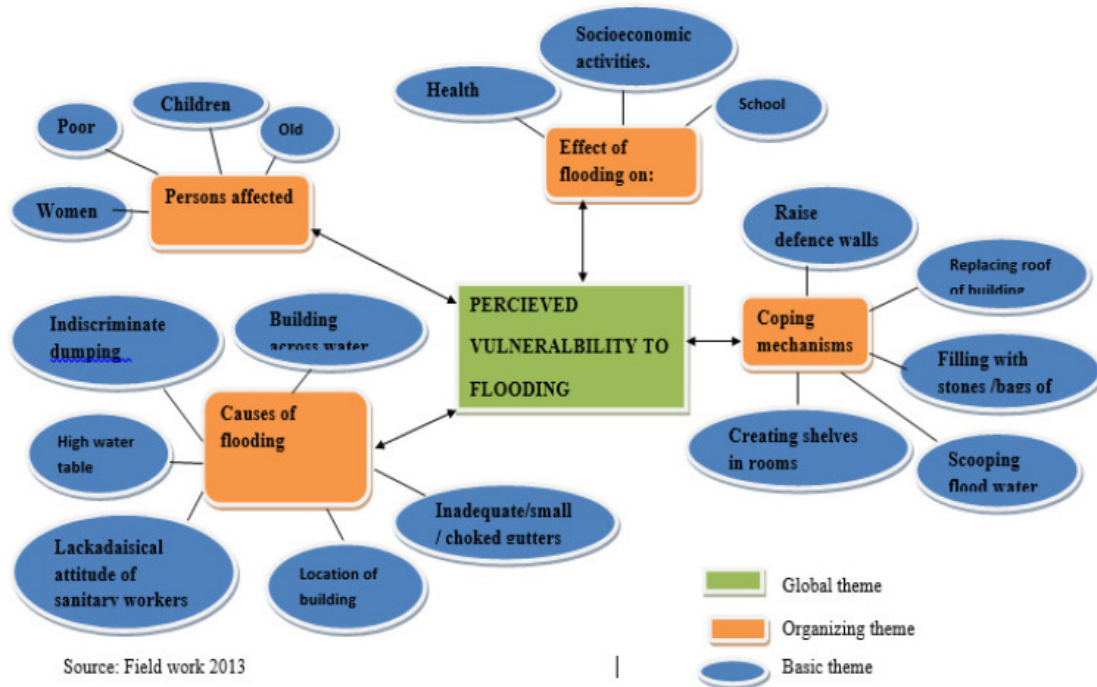 Socioeconomic
activities.
Health
School
Effect of
flooding on:
Children
Poor
Old
Women
Persons affected
PERCIEVED
VULNERALBILITY TO
FLOODING
Raise
defence walls
Replacing roof
of building
Coping
mechanisms
Filling with
stones /bags of
Creating shelves
in rooms
Scooping
flood water
Indiscriminate
dumping
Building
across water
Causes of
flooding
High water
table
Inadequate/small
/ choked gutters
Lackadaisical
attitude of
sanitary workers
Location of
building
Global theme
Organizing theme
Basic theme
Source: Field work 2013